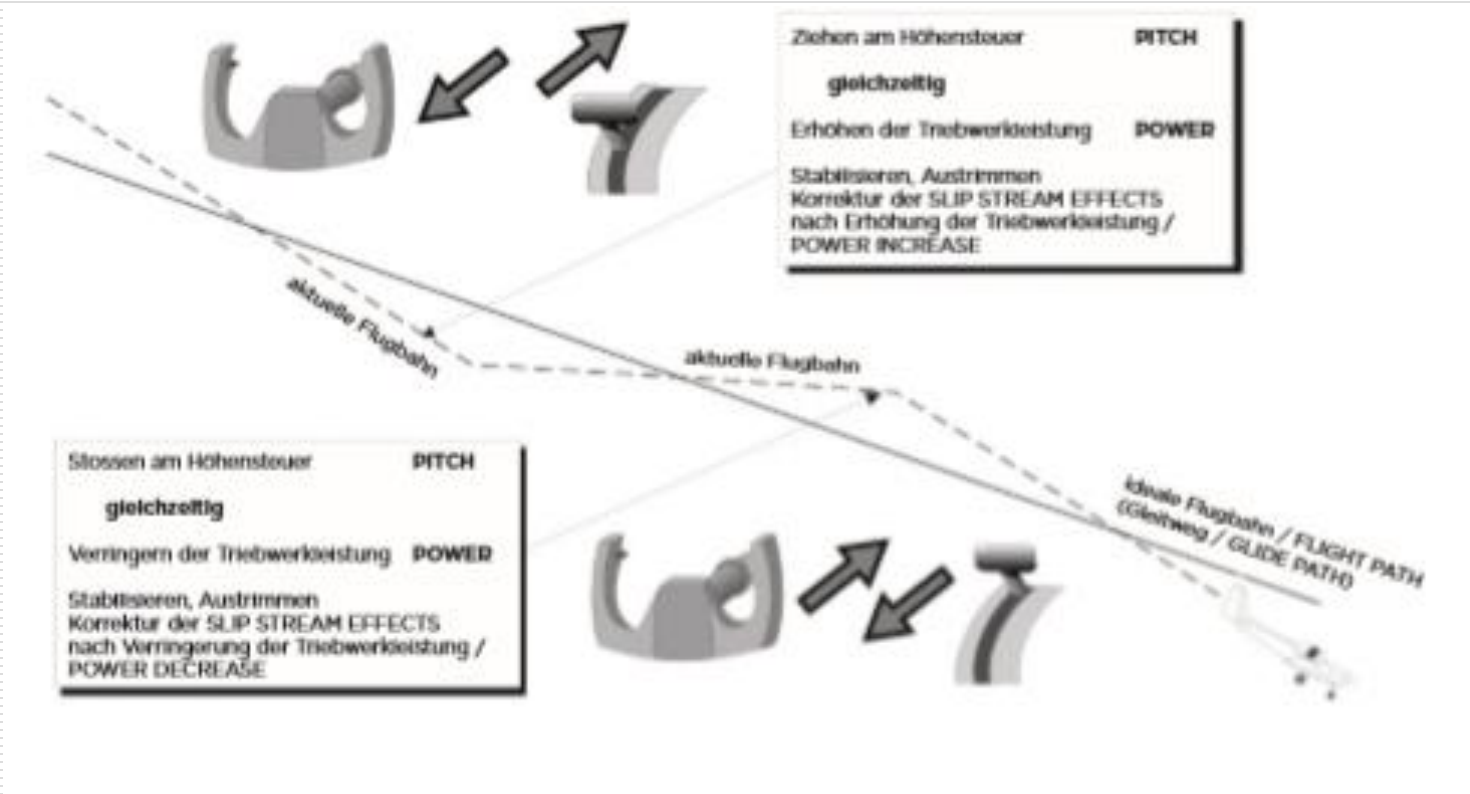 Ziehen am Höhensteuer PITCH
gleichzeitig
Erhöhen der Triebwerkleistung POWER
Stabilisieren, Austrimmen
Korrektur der SLIP STREAM EFFECTS
nach Erhöhung der Triebwerkleistung /
POWER INCREASE
aktuelle Flugbahn
aktuelle Flugbahn
Stossen am Höhensteuer PITCH
gleichzeitig
Verringern der Triebwerkleistung POWER
Stabilisieren, Austrimmen
Korrektur der SLIP STREAM EFFECTS
nach Verringerung der Triebwerkleistung /
POWER DECREASE
ideale Flugbahn / FLIGHT PATH
(Gleitweg / GLIDE PATH)